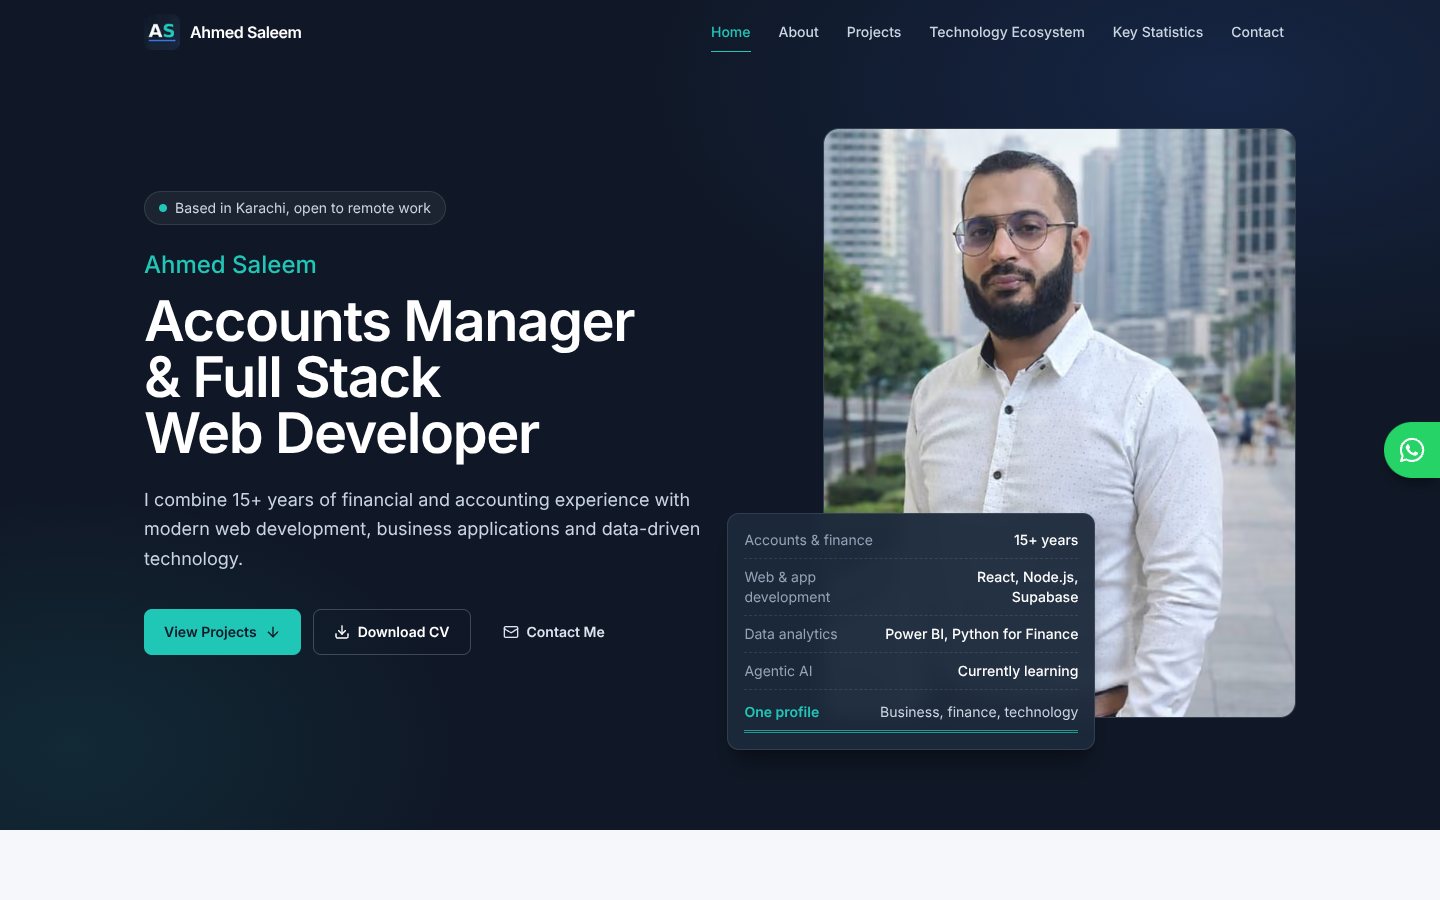 AS
Ahmed Saleem
Home
About
Projects
Technology Ecosystem
Key Statistics
Contact
Based in Karachi, open to remote work
Ahmed Saleem
Accounts Manager
& Full Stack
Web Developer
I combine 15+ years of financial and accounting experience with
modern web development, business applications and data-driven
technology.
View Projects
Download CV
Contact Me
Accounts & finance 15+ years
Web & app development React, Node.js, Supabase
Data analytics Power BI, Python for Finance
Agentic AI Currently learning
One profile Business, finance, technology